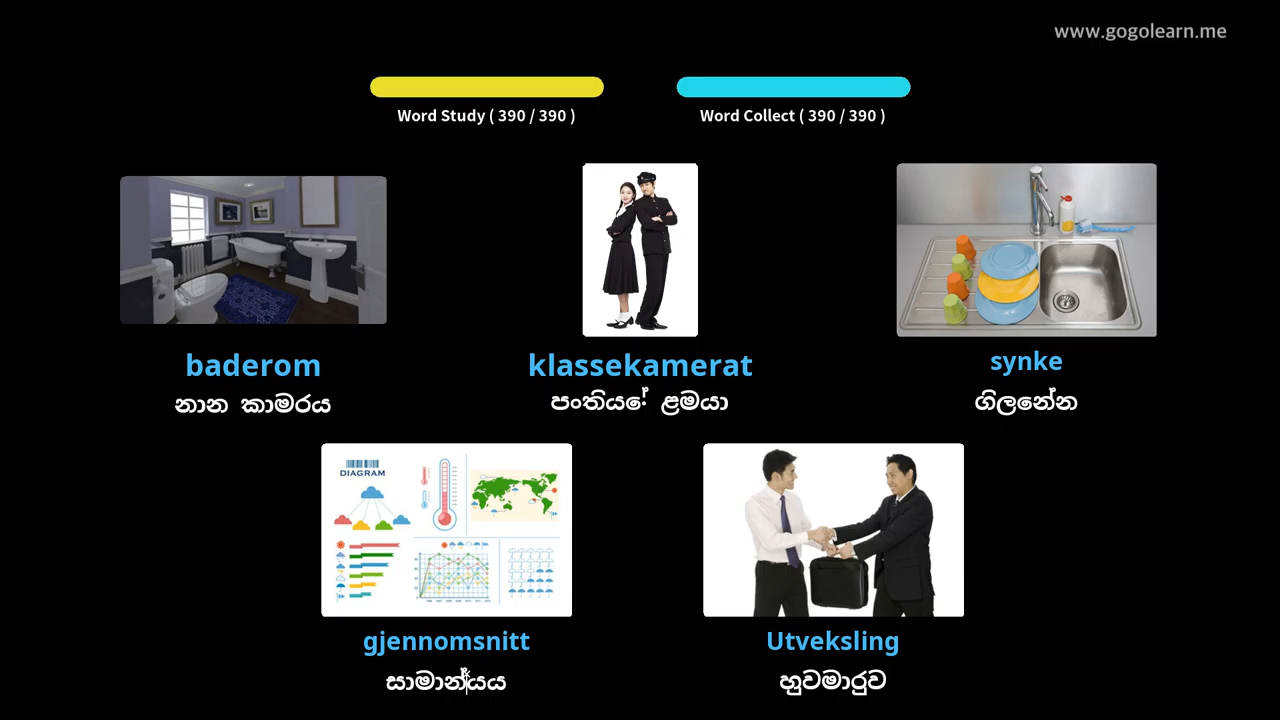 www.gogolearn.me
Word Study ( 390 / 390 )
Word Collect ( 390 / 390 )
baderom
නාන කාමරය
klassekamerat
පංතියේ ළමයා
synke
ගිලනේන
DIAGRAM
gjennomsnitt
සාමාන්‍යය
Utveksling
හුවමාරුව